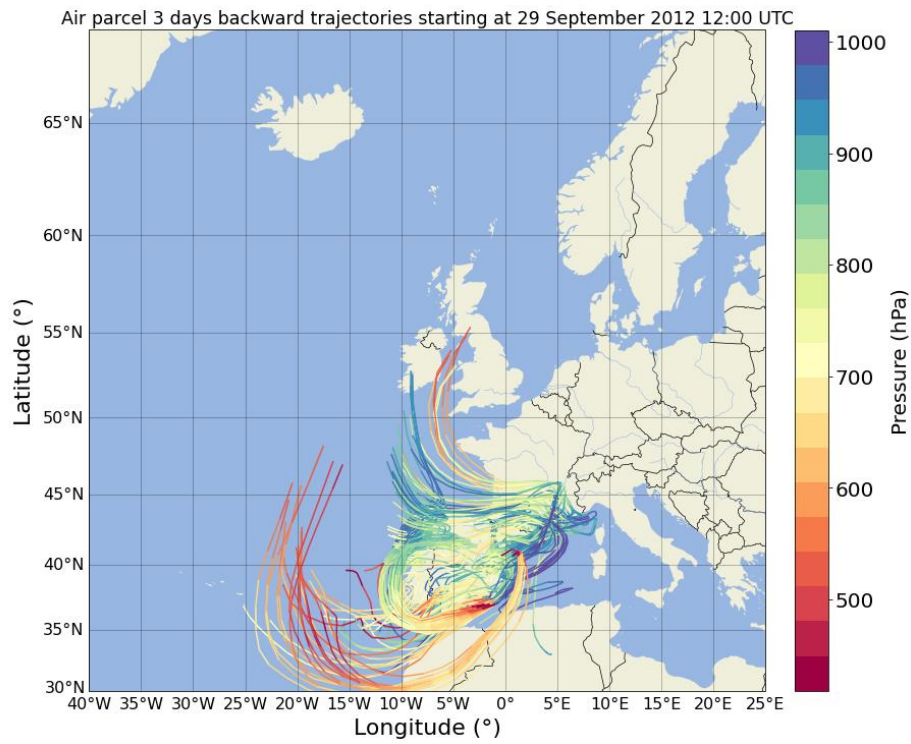 Air parcel 3 days backward trajectories starting at 29 September 2012 12:00 UTC
65°N
60°N
55°N
50°N
45°N
40°N
35°N
30°N
40°W 35°W 30°W 25°W 20°W 15°W 10°W 5°W 0°E 5°E 10°E 15°E 20°E 25°E
Longitude (°)
Latitude (°)
1000
900
800
700
600
500
Pressure (hPa)